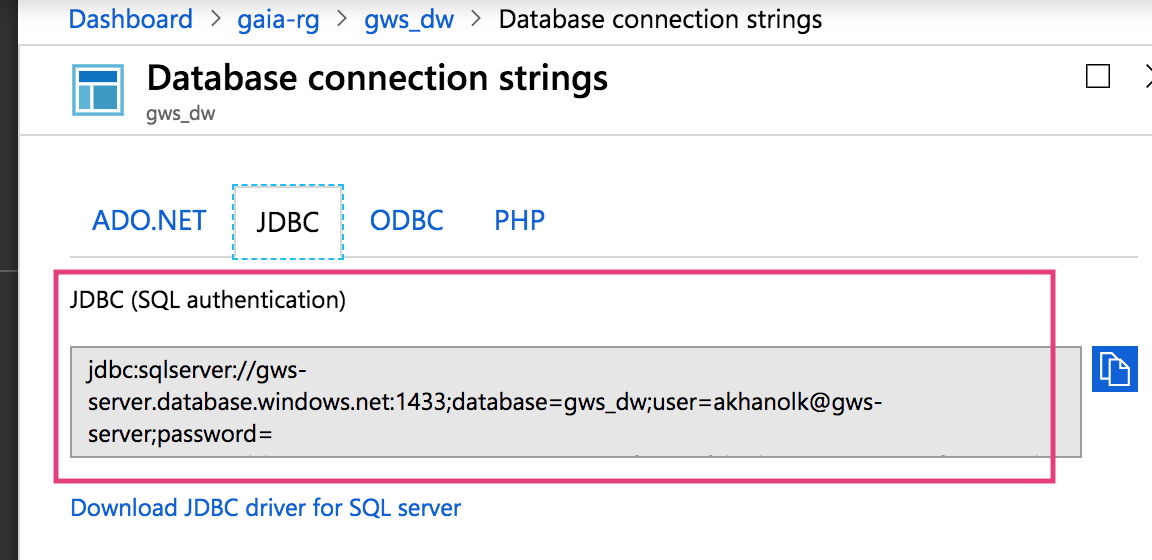 Dashboard > gaia-rg > gws_dw > Database connection strings
Database connection strings
gws_dw
ADO.NET JDBC ODBC PHP
JDBC (SQL authentication)
jdbc:sqlserver://gws-
server.database.windows.net:1433;database=gws_dw;user=akhanolk@gws-
server;password=
Download JDBC driver for SQL server